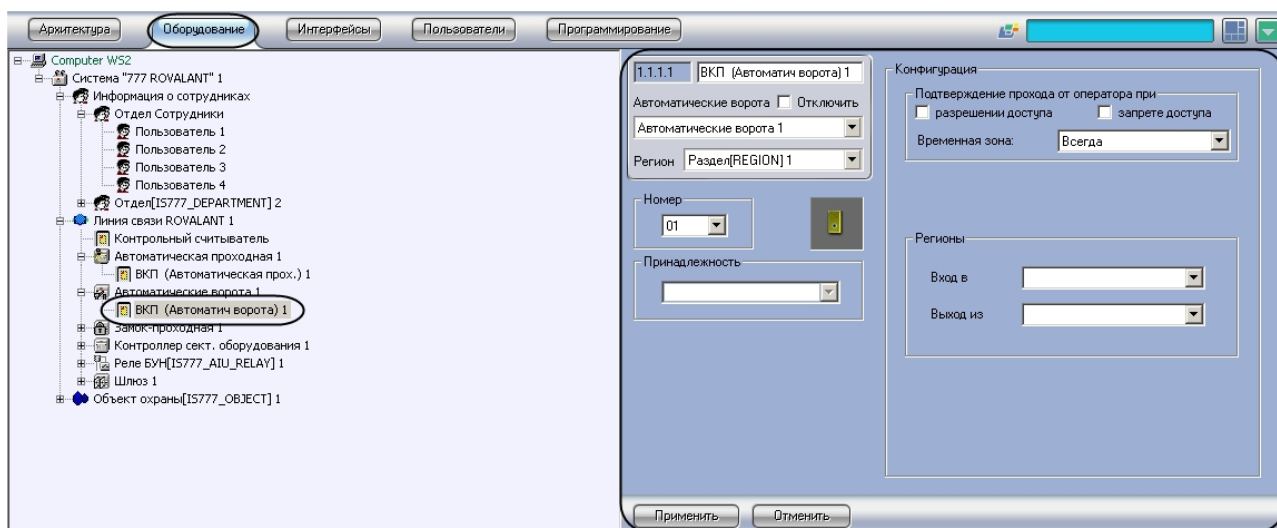 Архитектура Оборудование Интерфейсы Пользователи Программирование
Computer WS2
Система "777 ROVALANT" 1
Информация о сотрудниках
Отдел Сотрудники
Пользователь 1
Пользователь 2
Пользователь 3
Пользователь 4
Отдел[IS777_DEPARTMENT] 2
Линия связи ROVALANT 1
Контрольный считыватель
Автоматическая проходная 1
ВКП (Автоматическая прох.) 1
Автоматические ворота 1
ВКП (Автоматич ворота) 1
Замок-проходная 1
Контроллер сект. оборудования 1
Реле БУН[IS777_AIU_RELAY] 1
Шлюз 1
Объект охраны[IS777_OBJECT] 1
1.1.1.1 ВКП (Автоматич ворота) 1
Автоматические ворота Отключить
Автоматические ворота 1
Регион Раздел[REGION] 1
Номер
01
Принадлежность
Конфигурация
Подтверждение прохода от оператора при
разрешении доступа запрете доступа
Временная зона: Всегда
Регионы
Вход в
Выход из
Применить Отменить